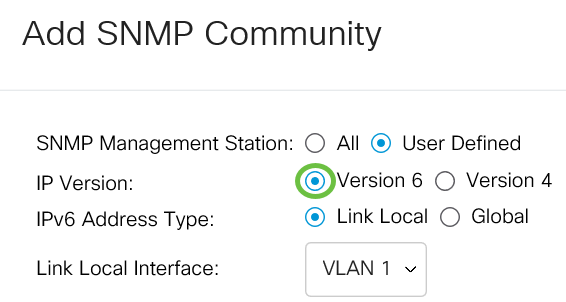 Add SNMP Community
SNMP Management Station: All User Defined
IP Version: Version 6 Version 4
IPv6 Address Type: Link Local Global
Link Local Interface: VLAN 1